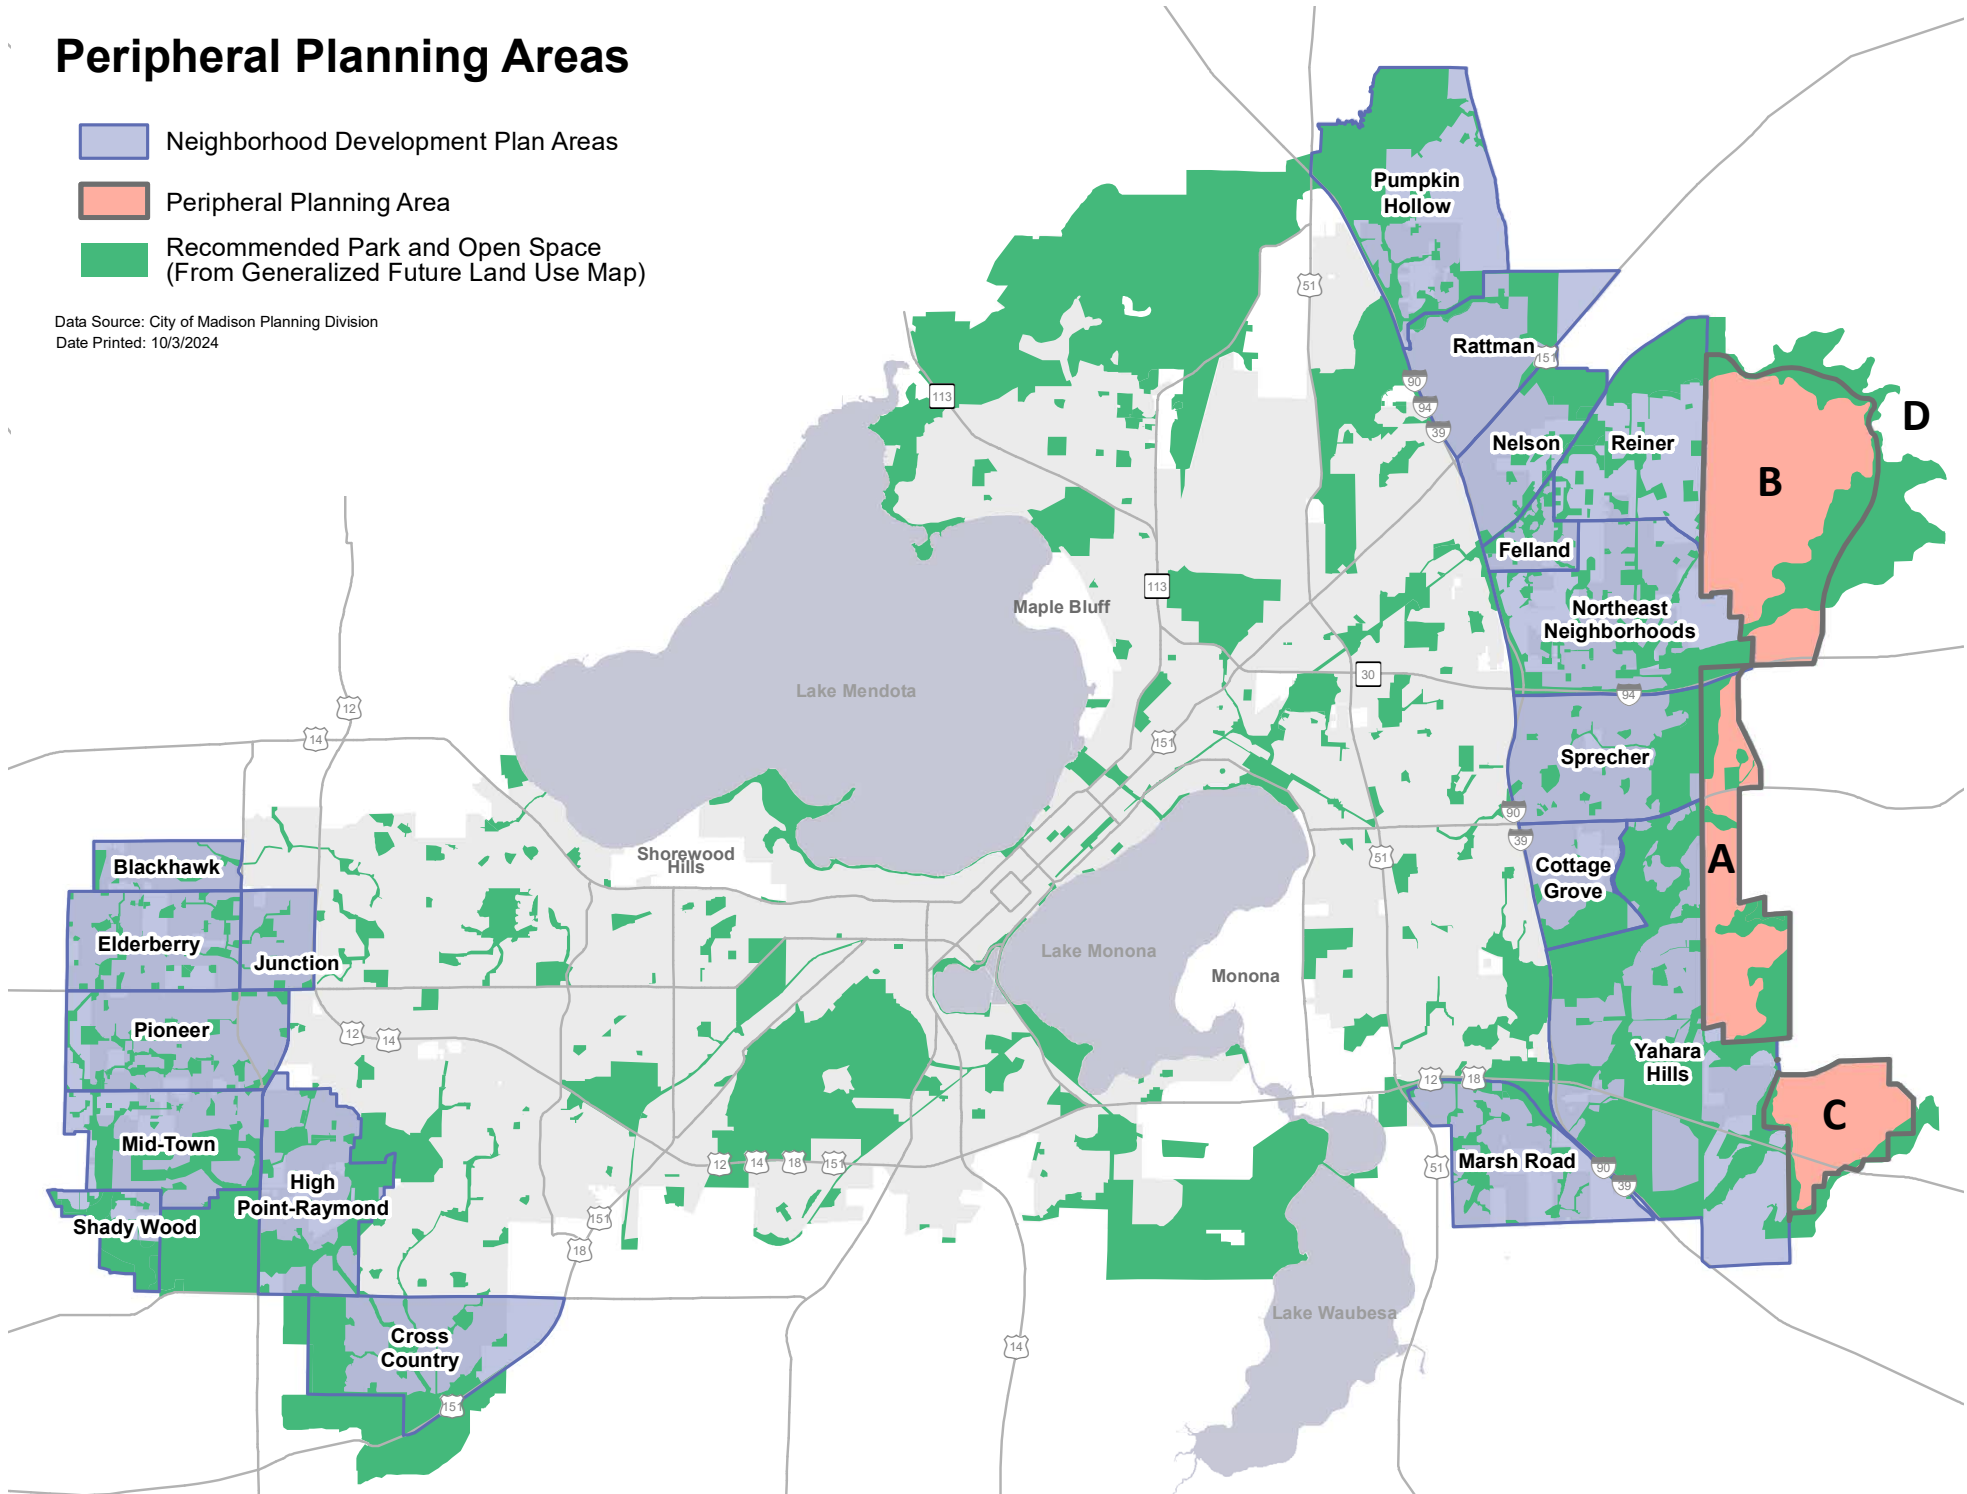 Peripheral Planning Areas
Neighborhood Development Plan Areas
Peripheral Planning Area
Recommended Park and Open Space
(From Generalized Future Land Use Map)
Data Source: City of Madison Planning Division
Date Printed: 10/3/2024
Pumpkin
Hollow
51
Rattman
151
90
94
39
113
D
Nelson
Reiner
B
Felland
113
Maple Bluff
Northeast
Neighborhoods
30
Lake Mendota
94
12
14
151
Sprecher
90
39
51
Shorewood
Hills
Blackhawk
Cottage
Grove
A
Elderberry
Junction
Lake Monona
Monona
Pioneer
12
14
Yahara
Hills
12
18
C
Mid-Town
12
14
18
151
51
Marsh Road
90
39
High
Point-Raymond
Shady Wood
151
18
Lake Waubesa
Cross
Country
14
151